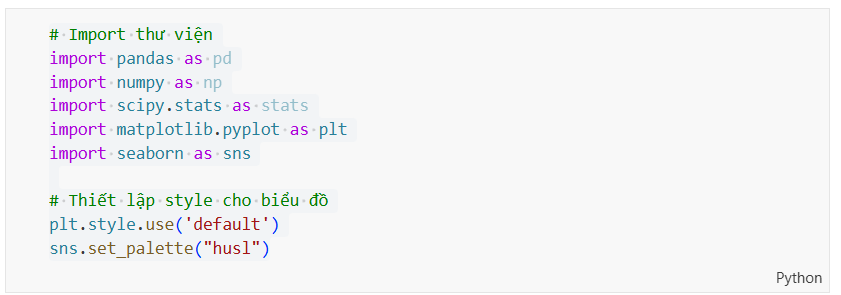 # Import thư viện
import pandas as pd
import numpy as np
import scipy.stats as stats
import matplotlib.pyplot as plt
import seaborn as sns
# Thiết lập style cho biểu đồ
plt.style.use('default')
sns.set_palette("husl")
Python